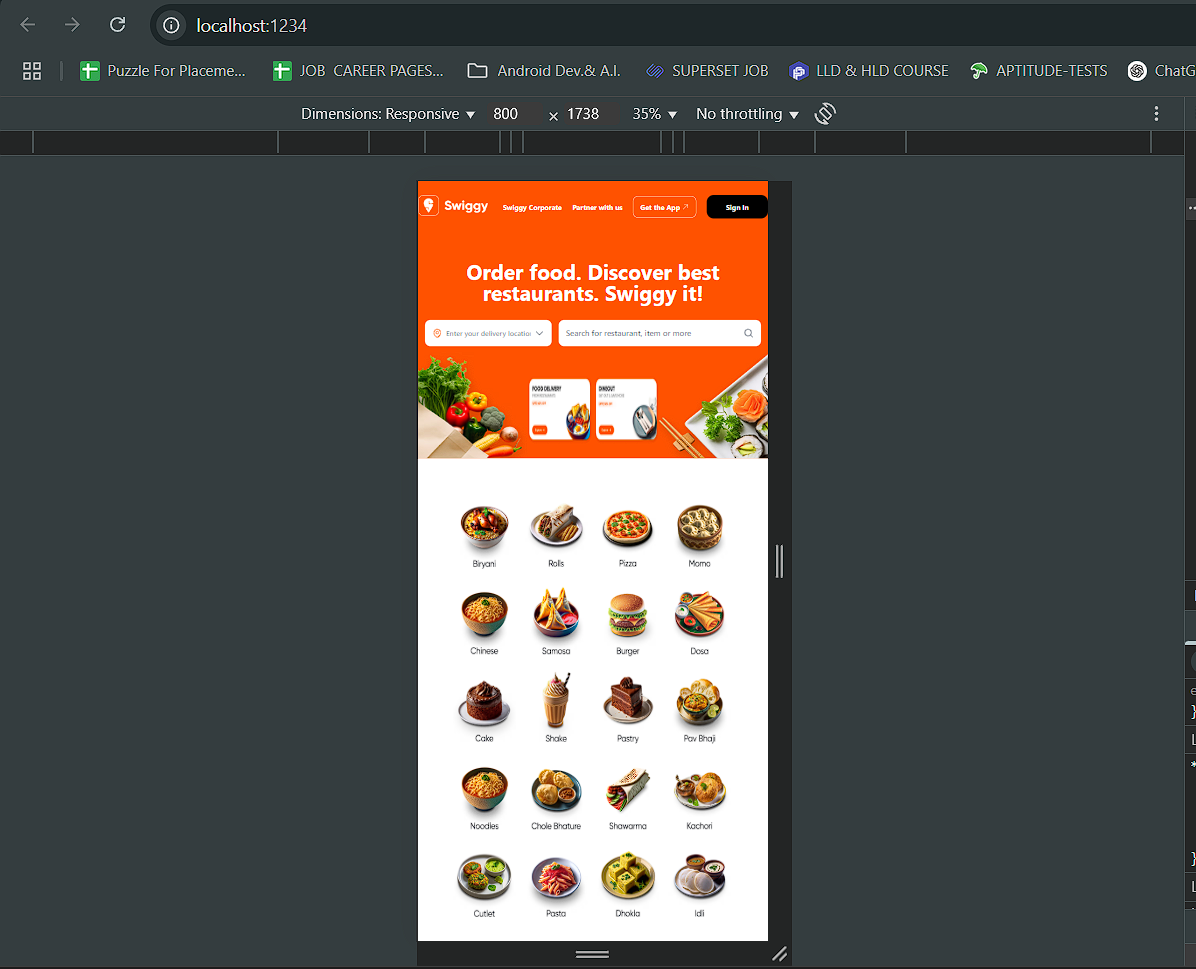 localhost:1234
Puzzle For Placeme... JOB CAREER PAGES... Android Dev.& A.I. SUPERSET JOB LLD & HLD COURSE APTITUDE-TESTS ChatG
Dimensions: Responsive 800 × 1738 35% No throttling
Swiggy Swiggy Corporate Partner with us Get the App Sign In
Order food. Discover best
restaurants. Swiggy it!
Enter your delivery location Search for restaurant, item or more
FOOD DELIVERY DINEOUT
Biryani Rolls Pizza Momo
Chinese Samosa Burger Dosa
Cake Shake Pastry Pav Bhaji
Noodles Chole Bhature Shawarma Kachori
Cutlet Pasta Dhokla Idli